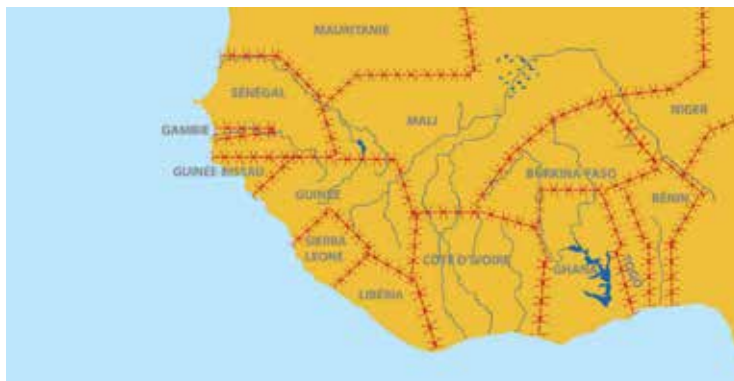 MAURITANIE
SÉNÉGAL
MALI
NIGER
GAMBIE
GUINÉE BISSAU
BURKINA-FASO
GUINÉE
BÉNIN
SIERRA
LEONE
CÔTE D'IVOIRE
GHANA
TOGO
LIBÉRIA